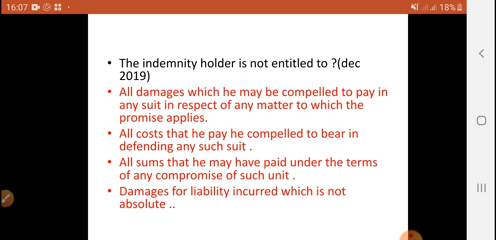 16:07
18%
• The indemnity holder is not entitled to ?(dec
2019)
• All damages which he may be compelled to pay in
any suit in respect of any matter to which the
promise applies.
• All costs that he pay he compelled to bear in
defending any such suit .
• All sums that he may have paid under the terms
of any compromise of such unit .
• Damages for liability incurred which is not
absolute ..